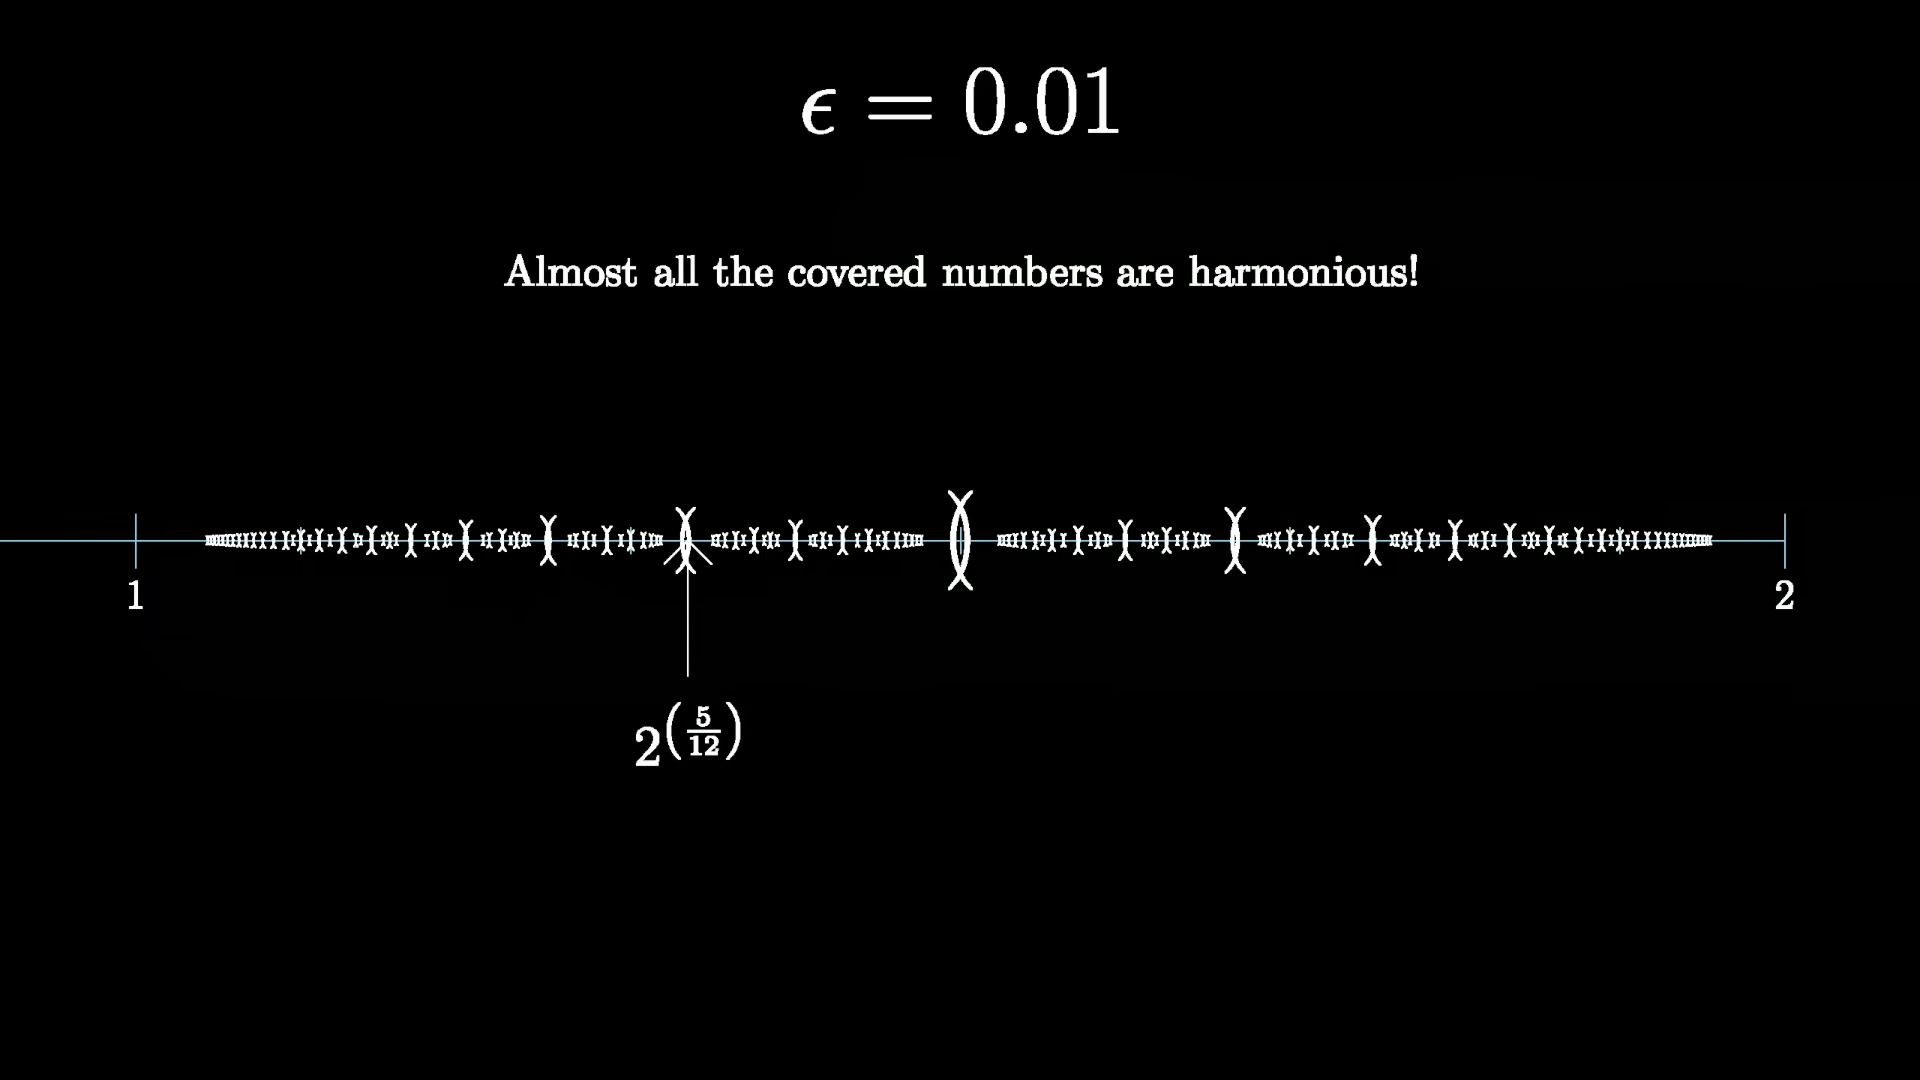 ϵ = 0.01
Almost all the covered numbers are harmonious!
1 2
2^(5/12)